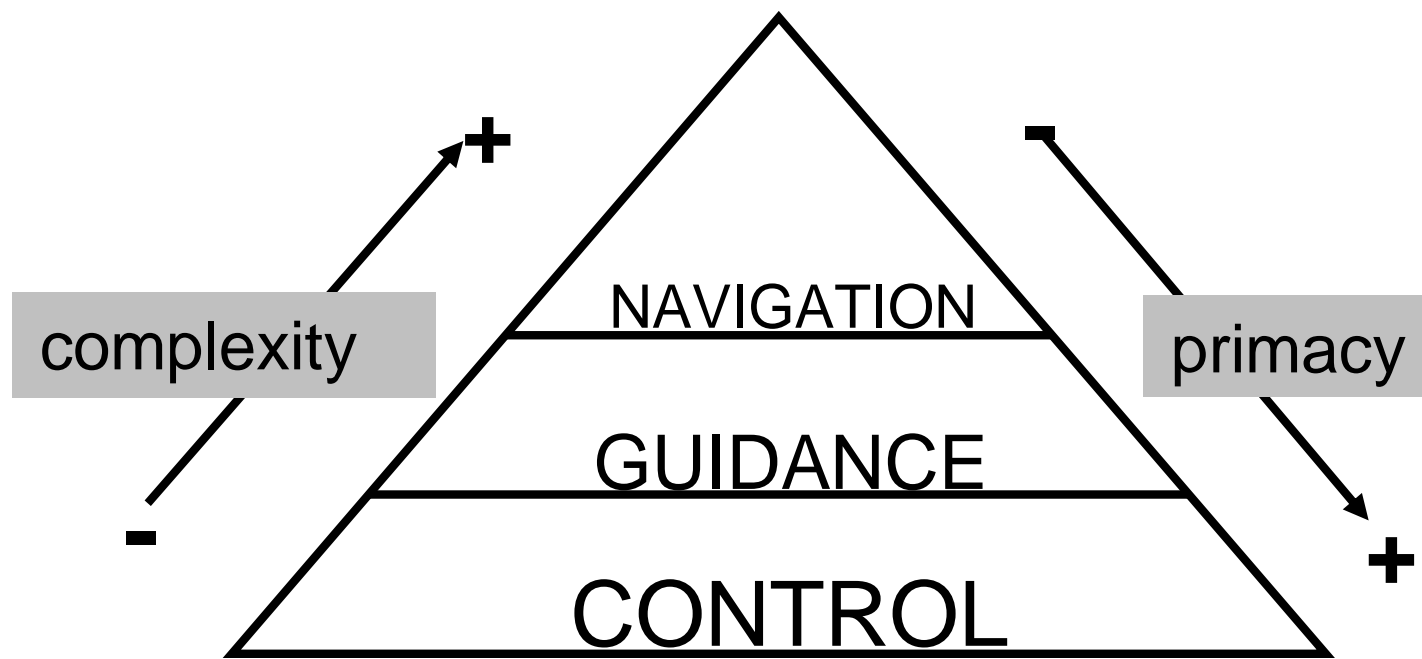 +
-
NAVIGATION
complexity
primacy
GUIDANCE
-
+
CONTROL